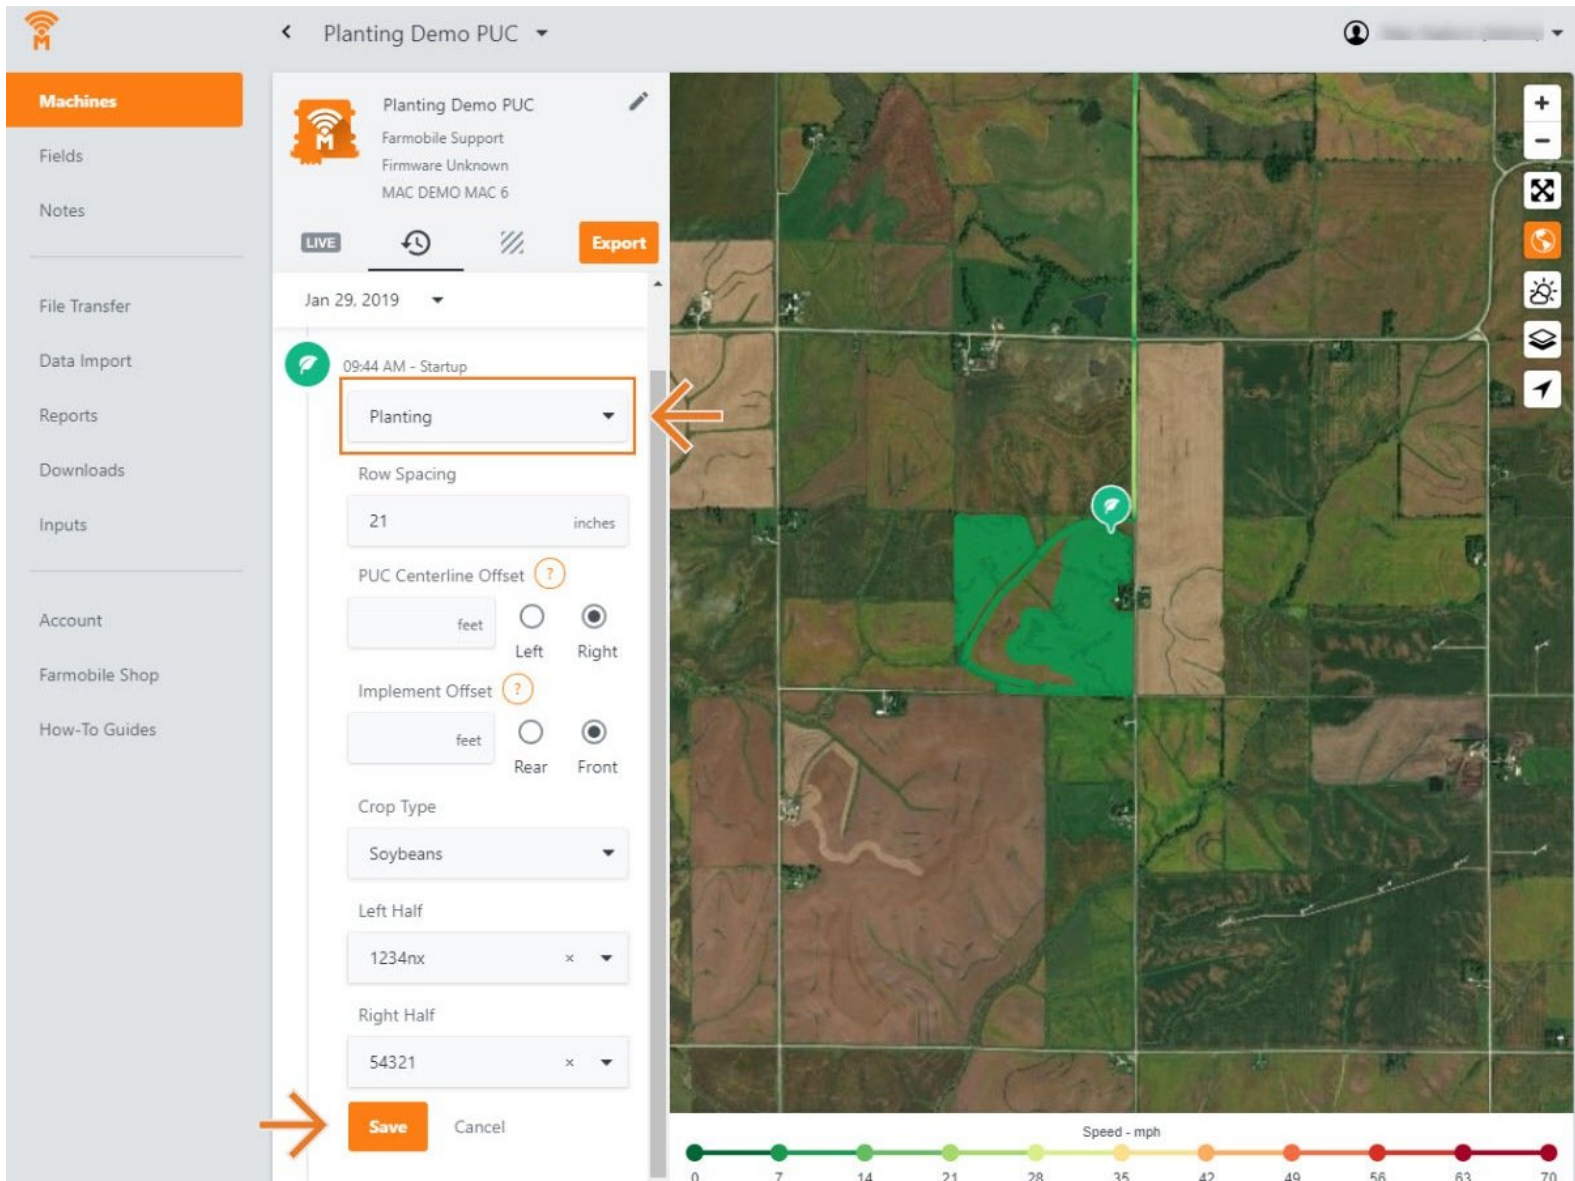 Planting Demo PUC
Machines
Fields
Notes
File Transfer
Data Import
Reports
Downloads
Inputs
Account
Farmobile Shop
How-To Guides
Planting Demo PUC
Farmobile Support
Firmware Unknown
MAC DEMO MAC 6
LIVE
Export
Jan 29, 2019
09:44 AM - Startup
Planting
Row Spacing
21 inches
PUC Centerline Offset ?
feet
Left Right
Implement Offset ?
feet
Rear Front
Crop Type
Soybeans
Left Half
1234nx ×
Right Half
54321 ×
Save Cancel
Speed - mph
0 7 14 21 28 35 42 49 56 63 70